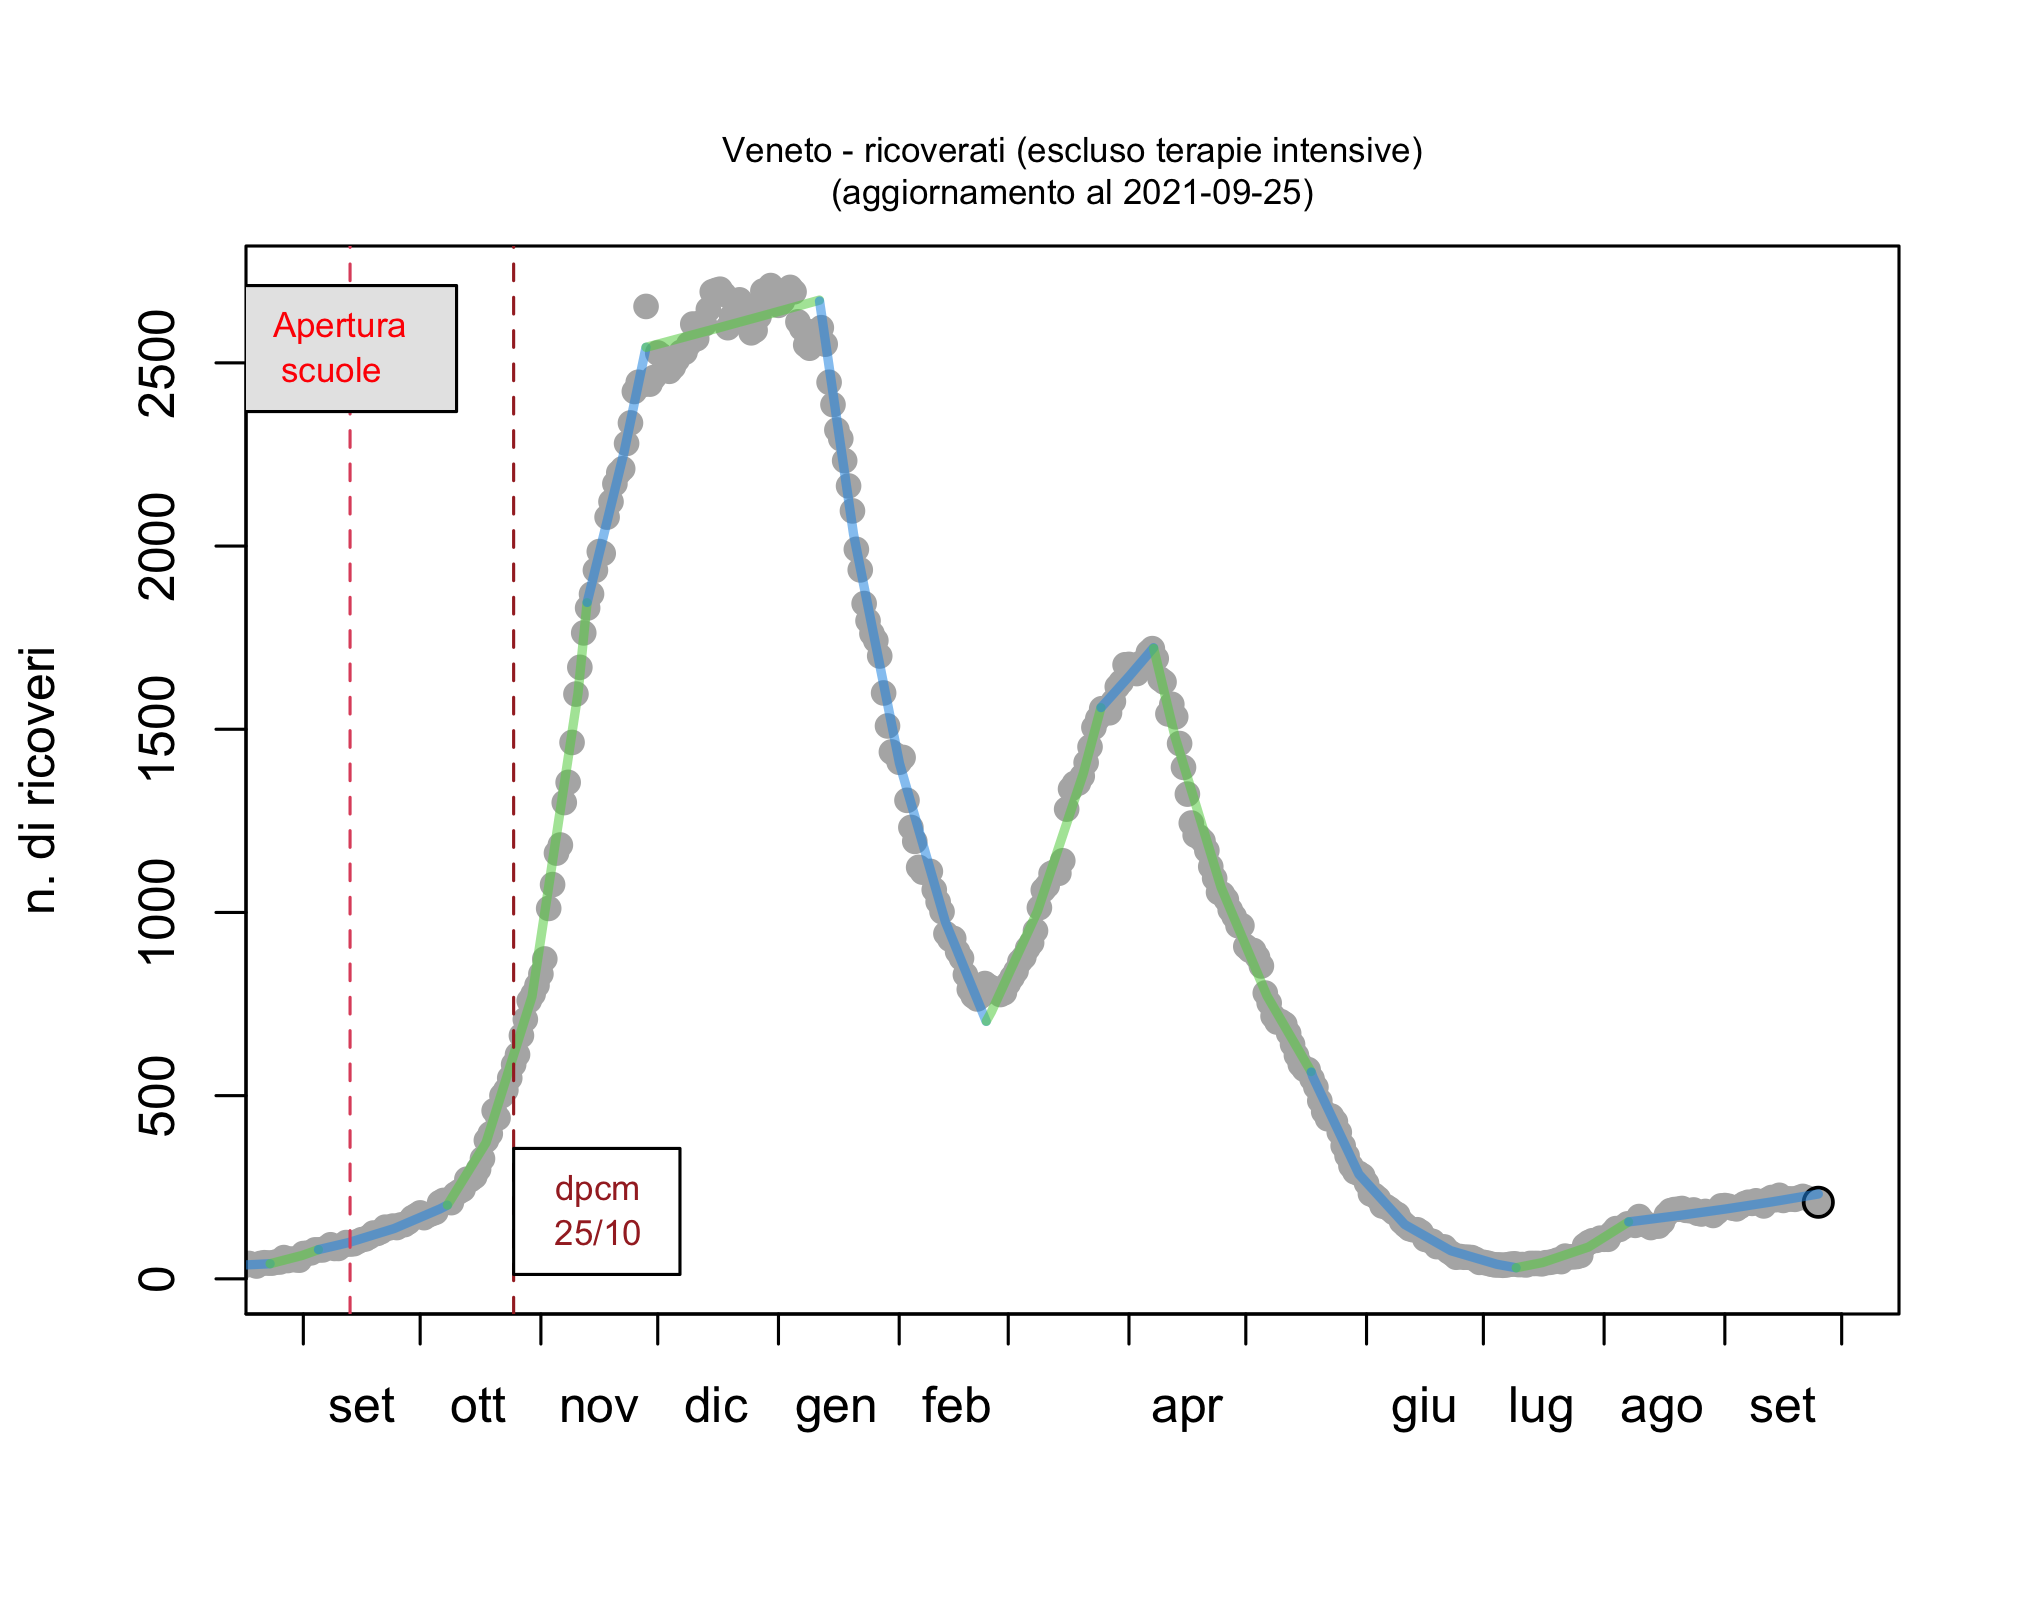 Veneto - ricoverati (escluso terapie intensive)
(aggiornamento al 2021-09-25)
n. di ricoveri
2500
2000
1500
1000
500
0
Apertura
scuole
dpcm
25/10
set ott nov dic gen feb apr giu lug ago set